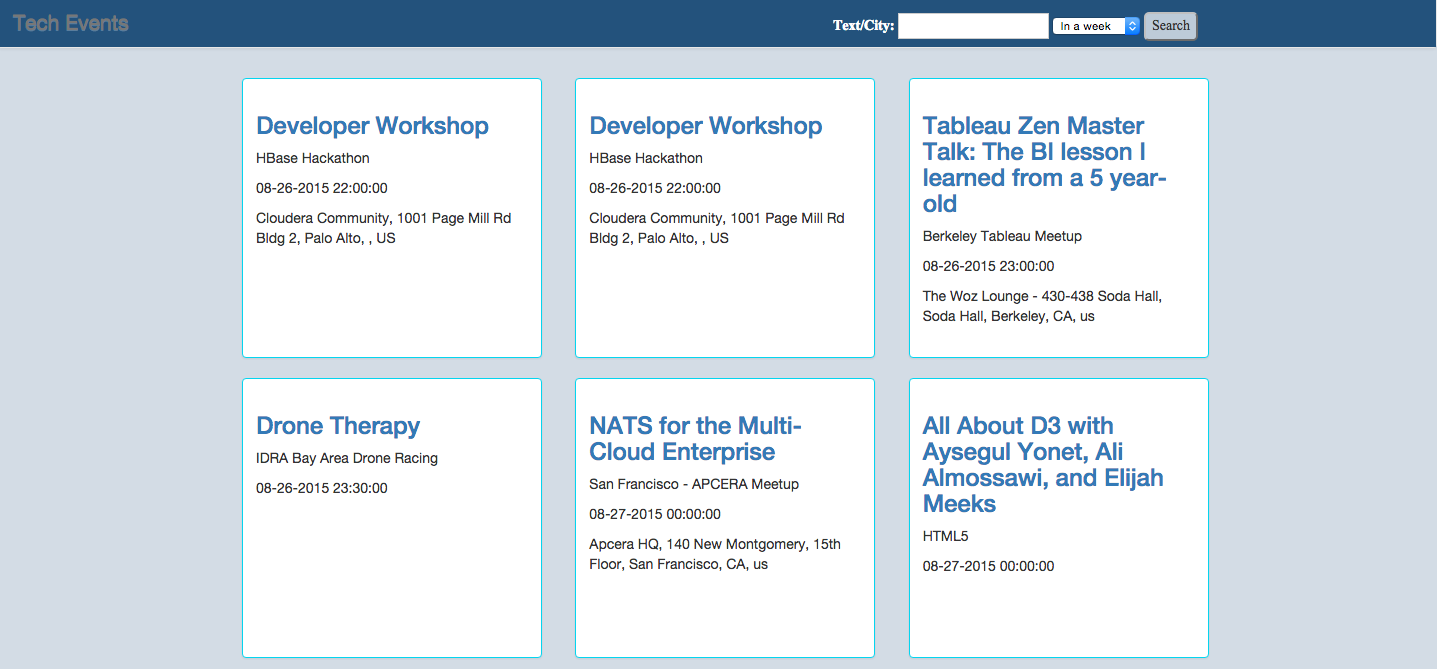 Tech Events
Text/City:
In a week
Search
Developer Workshop
HBase Hackathon
08-26-2015 22:00:00
Cloudera Community, 1001 Page Mill Rd
Bldg 2, Palo Alto, , US
Developer Workshop
HBase Hackathon
08-26-2015 22:00:00
Cloudera Community, 1001 Page Mill Rd
Bldg 2, Palo Alto, , US
Tableau Zen Master
Talk: The BI lesson I
learned from a 5 year-
old
Berkeley Tableau Meetup
08-26-2015 23:00:00
The Woz Lounge - 430-438 Soda Hall,
Soda Hall, Berkeley, CA, us
Drone Therapy
IDRA Bay Area Drone Racing
08-26-2015 23:30:00
NATS for the Multi-
Cloud Enterprise
San Francisco - APCERA Meetup
08-27-2015 00:00:00
Apcera HQ, 140 New Montgomery, 15th
Floor, San Francisco, CA, us
All About D3 with
Aysegul Yonet, Ali
Almossawi, and Elijah
Meeks
HTML5
08-27-2015 00:00:00